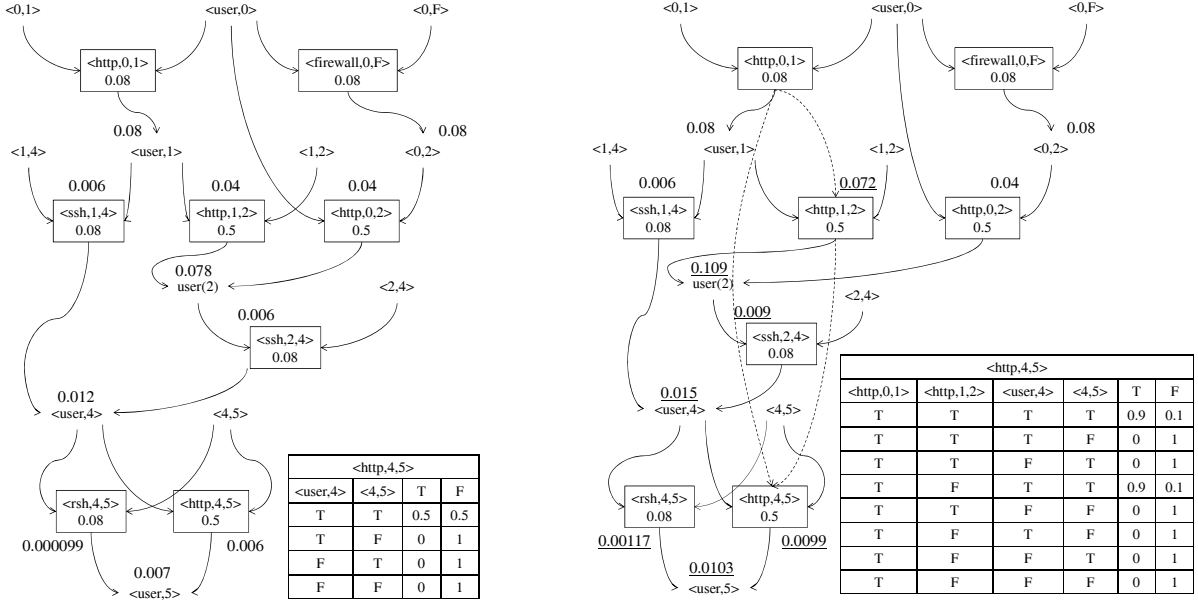 <0,1>
<user,0>
<0,F>
<http,0,1>
0.08
<firewall,0,F>
0.08
0.08
0.08
<1,4>
<user,1>
<1,2>
<0,2>
0.006
0.04
0.04
<ssh,1,4>
0.08
<http,1,2>
0.5
<http,0,2>
0.5
0.078
user(2)
<2,4>
0.006
<ssh,2,4>
0.08
0.012
<user,4>
<4,5>
<rsh,4,5>
0.08
<http,4,5>
0.5
0.000099
0.006
0.007
<user,5>
<http,4,5>
<user,4> <4,5> T F
T T 0.5 0.5
T F 0 1
F T 0 1
F F 0 1
<0,1>
<user,0>
<0,F>
<http,0,1>
0.08
<firewall,0,F>
0.08
0.08
0.08
<1,4>
<user,1>
<1,2>
<0,2>
0.006
0.072
0.04
<ssh,1,4>
0.08
<http,1,2>
0.5
<http,0,2>
0.5
0.109
user(2)
<2,4>
0.009
<ssh,2,4>
0.08
0.015
<user,4>
<4,5>
<rsh,4,5>
0.08
<http,4,5>
0.5
0.00117
0.0099
0.0103
<user,5>
<http,4,5>
<http,0,1> <http,1,2> <user,4> <4,5> T F
T T T T 0.9 0.1
T T T F 0 1
T T F T 0 1
T F T T 0.9 0.1
T T F F 0 1
T F T F 0 1
T F F T 0 1
T F F F 0 1